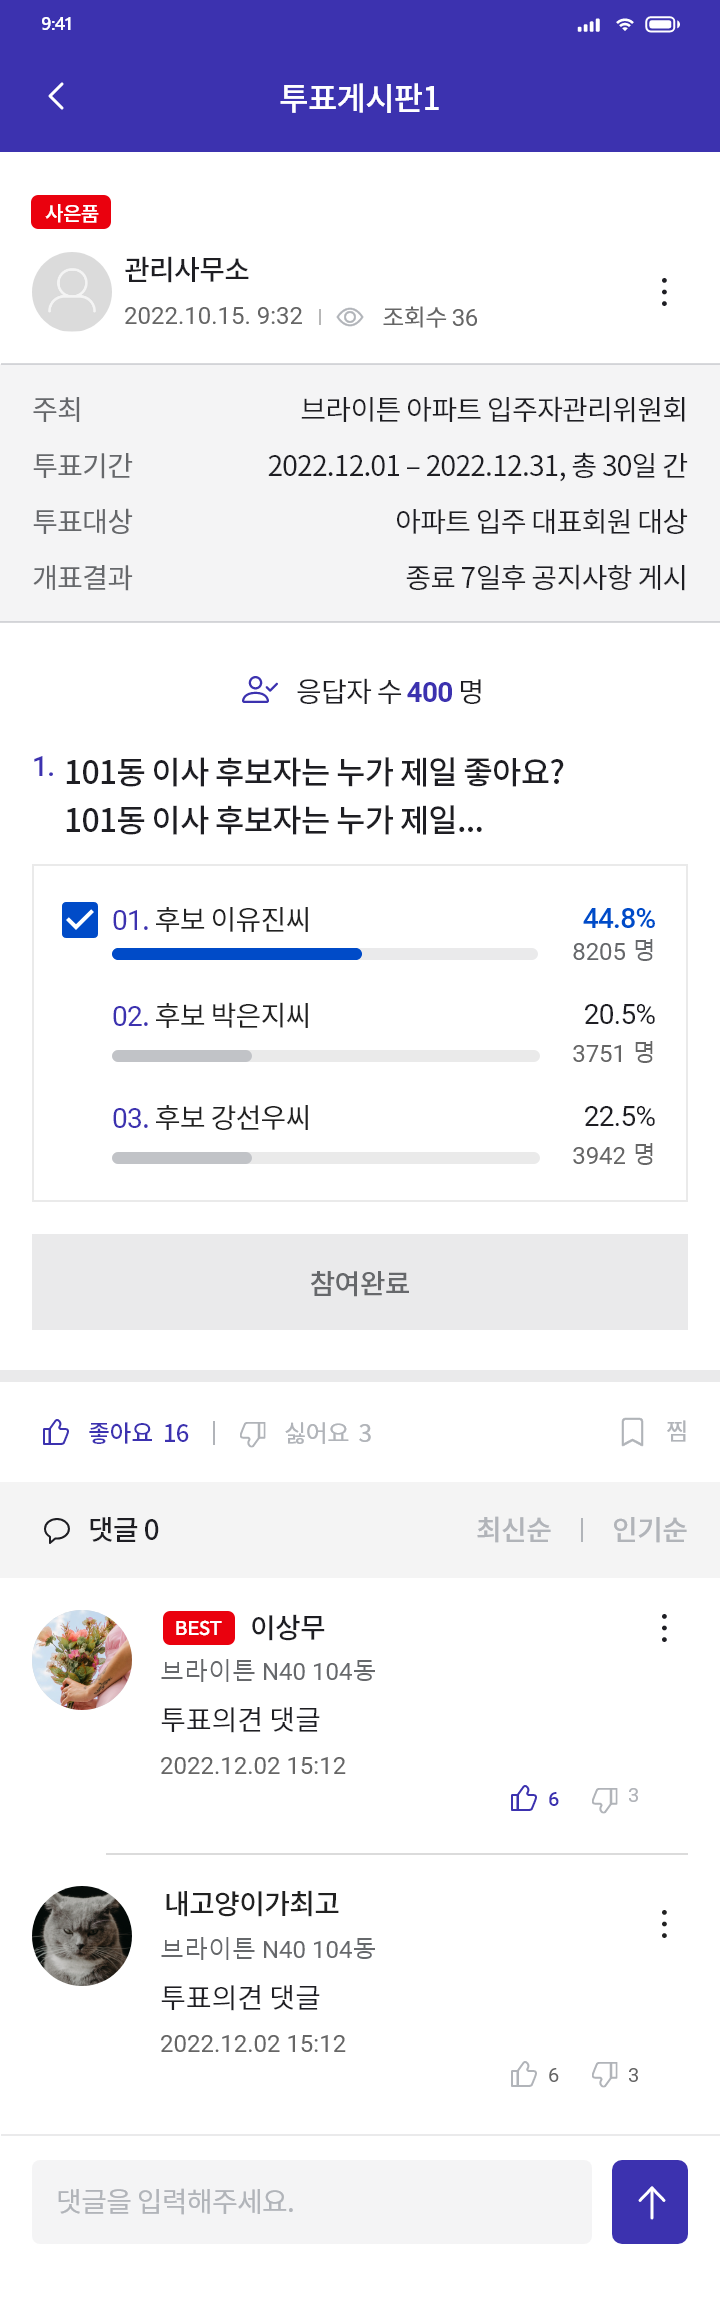 9:41
투표게시판1
사은품
관리사무소
2022.10.15. 9:32 | 조회수 36
주최 브라이튼 아파트 입주자관리위원회
투표기간 2022.12.01 – 2022.12.31, 총 30일 간
투표대상 아파트 입주 대표회원 대상
개표결과 종료 7일후 공지사항 게시
응답자 수 400 명
1. 101동 이사 후보자는 누가 제일 좋아요?
101동 이사 후보자는 누가 제일...
01. 후보 이유진씨 44.8%
8205 명
02. 후보 박은지씨 20.5%
3751 명
03. 후보 강선우씨 22.5%
3942 명
참여완료
좋아요 16 | 싫어요 3 찜
댓글 0 최신순 | 인기순
BEST 이상무
브라이튼 N40 104동
투표의견 댓글
2022.12.02 15:12
6 3
내고양이가최고
브라이튼 N40 104동
투표의견 댓글
2022.12.02 15:12
6 3
댓글을 입력해주세요.